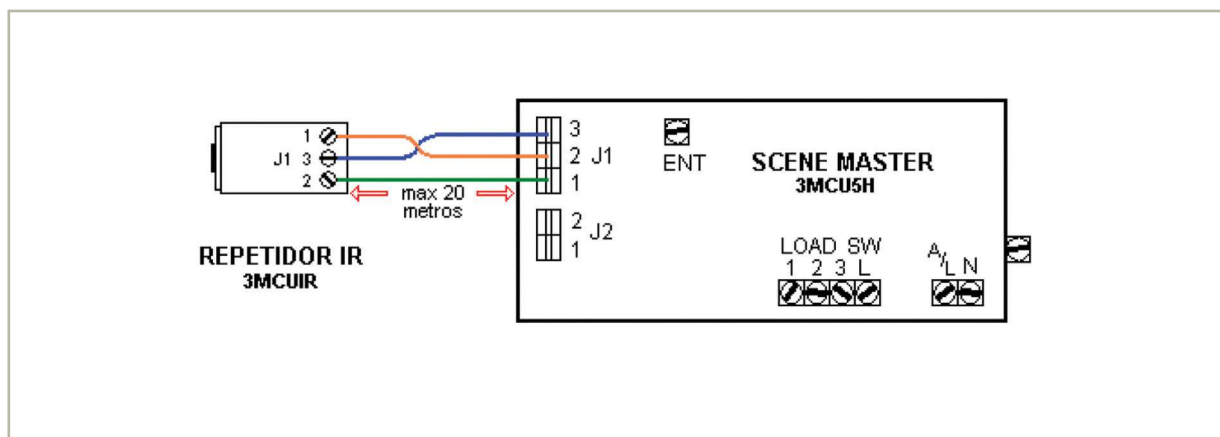 1
J1 3
2
REPETIDOR IR
3MCUIR
max 20
metros
3
2 J1
1
2
J2
1
ENT
SCENE MASTER
3MCU5H
LOAD SW
1 2 3 L
A/L N